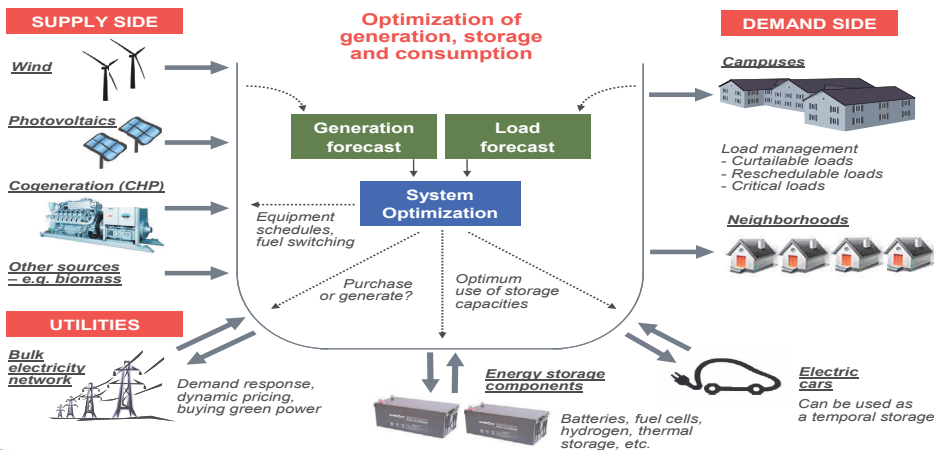 SUPPLY SIDE
Optimization of
generation, storage
and consumption
DEMAND SIDE
Wind
Photovoltaics
Cogeneration (CHP)
Other sources
– e.g. biomass
Generation
forecast
Load
forecast
System
Optimization
Equipment
schedules,
fuel switching
Purchase
or generate?
Optimum
use of storage
capacities
Campuses
Load management
- Curtailable loads
- Reschedulable loads
- Critical loads
Neighborhoods
UTILITIES
Bulk
electricity
network
Demand response,
dynamic pricing,
buying green power
Energy storage
components
Batteries, fuel cells,
hydrogen, thermal
storage, etc.
Electric
cars
Can be used as
a temporal storage